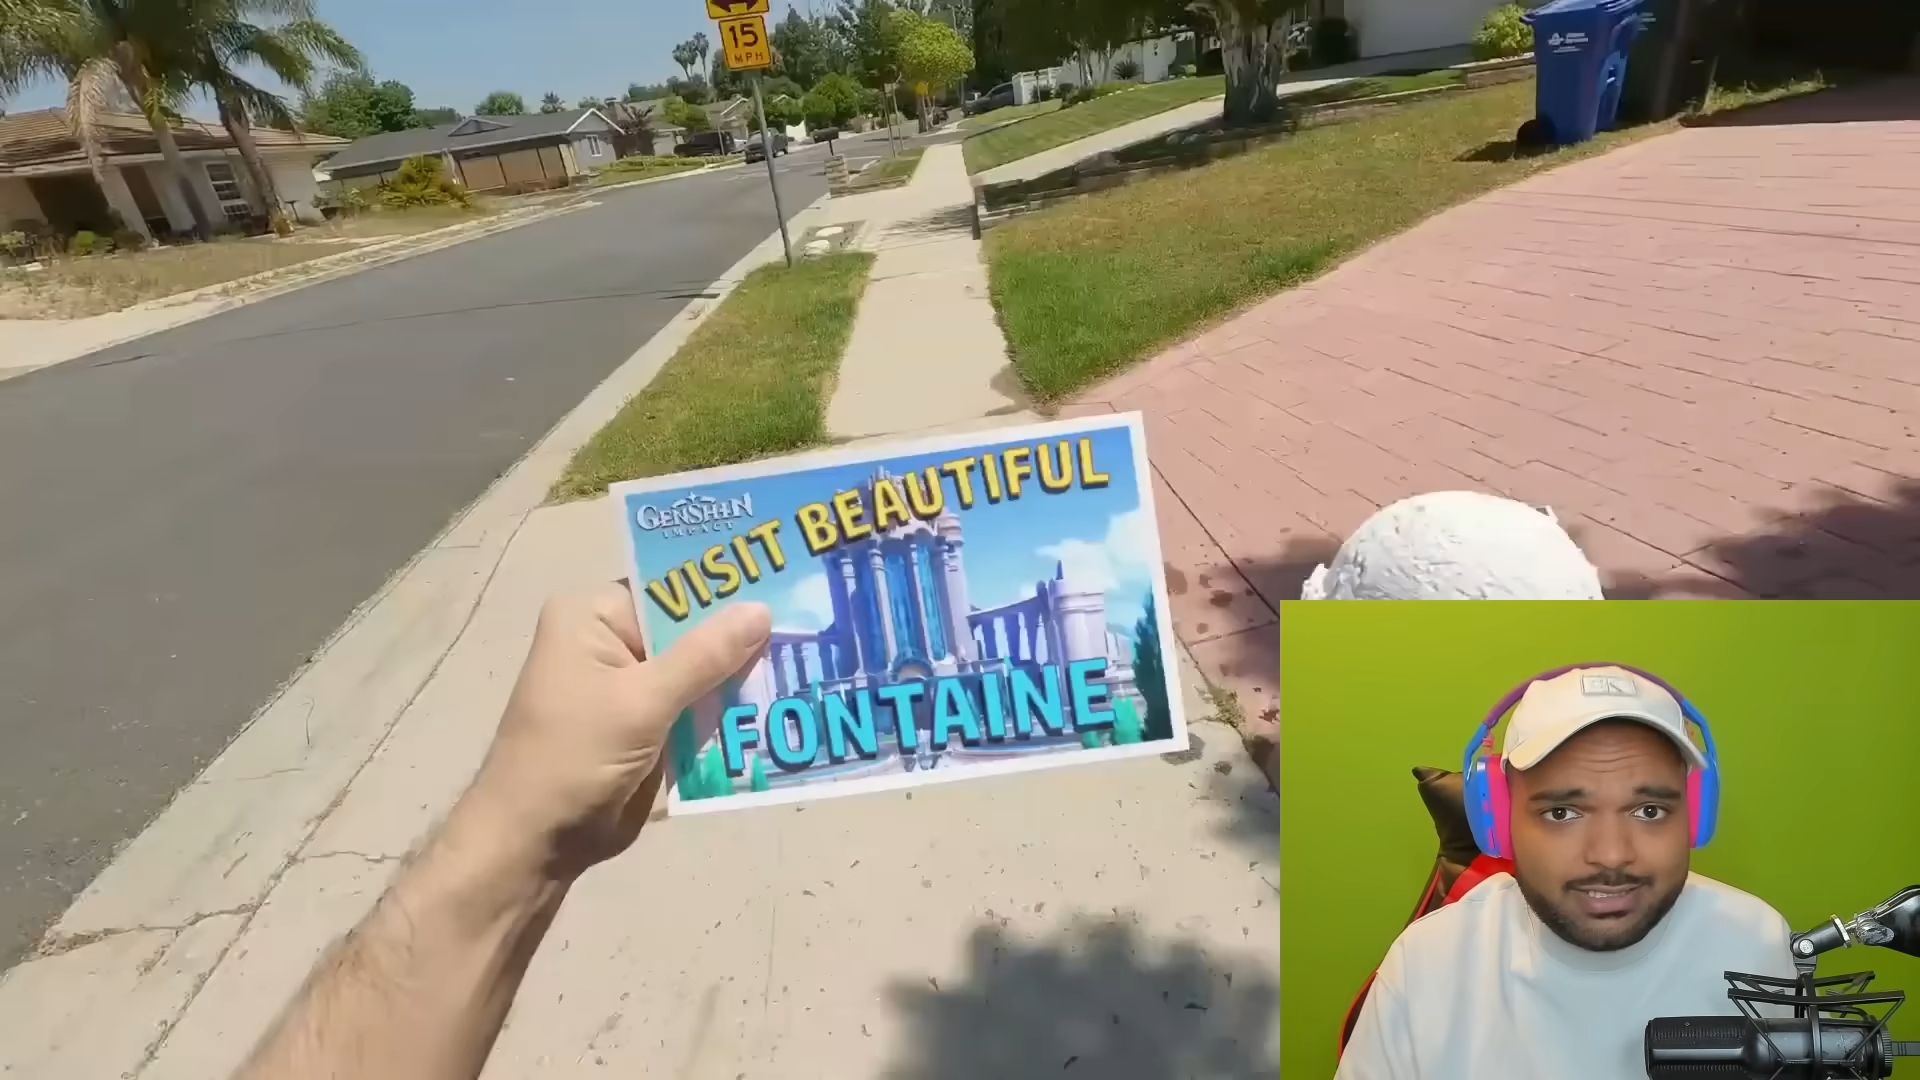 15
MPH
GENSHIN
IMPACT
VISIT BEAUTIFUL
FONTAINE